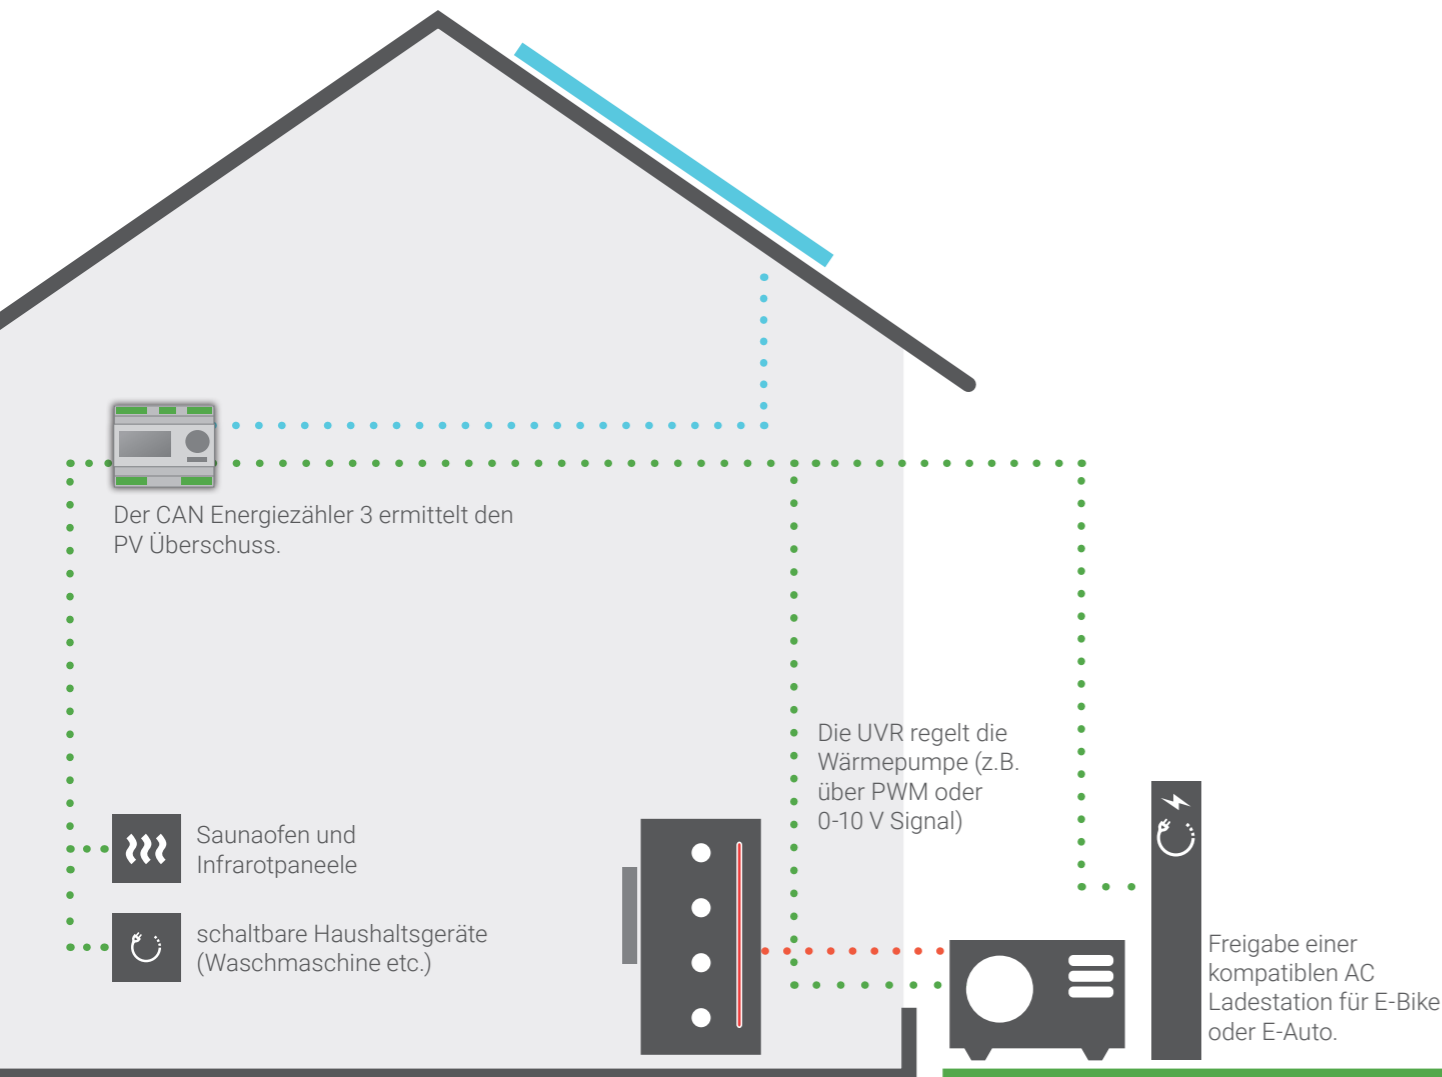 Der CAN Energiezähler 3 ermittelt den
PV Überschuss.
Die UVR regelt die
Wärmepumpe (z.B.
über PWM oder
0-10 V Signal)
Saunaofen und
Infrarotpaneele
schaltbare Haushaltsgeräte
(Waschmaschine etc.)
Freigabe einer
kompatiblen AC
Ladestation für E-Bike
oder E-Auto.